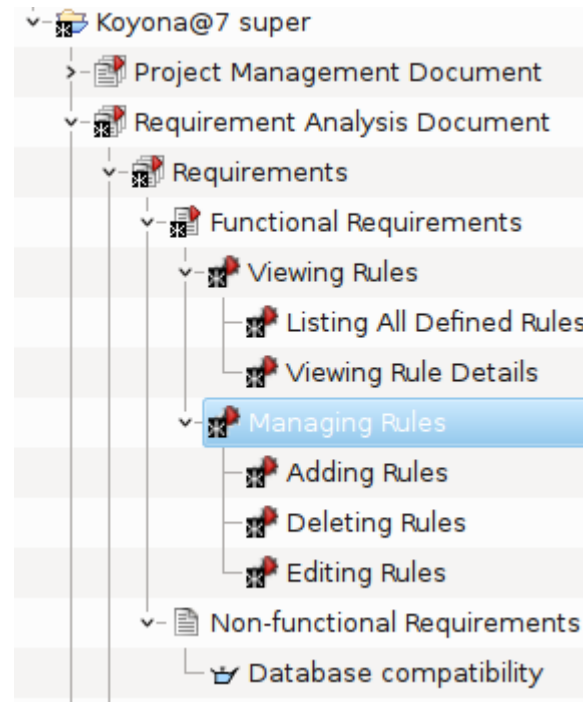 Koyona@7 super
Project Management Document
Requirement Analysis Document
Requirements
Functional Requirements
Viewing Rules
Listing All Defined Rules
Viewing Rule Details
Managing Rules
Adding Rules
Deleting Rules
Editing Rules
Non-functional Requirements
Database compatibility